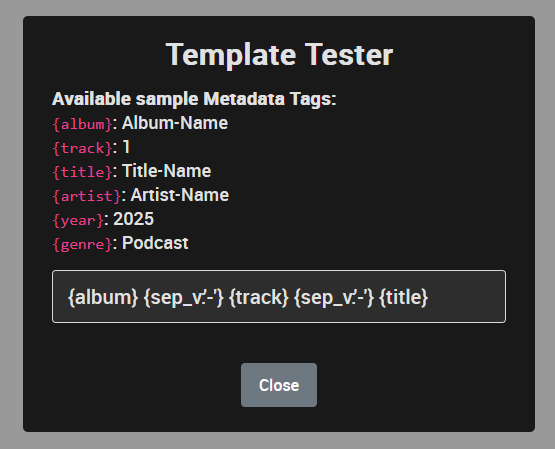 Template Tester
Available sample Metadata Tags:
{album}: Album-Name
{track}: 1
{title}: Title-Name
{artist}: Artist-Name
{year}: 2025
{genre}: Podcast
{album} {sep_v:'-'} {track} {sep_v:'-'} {title}
Close